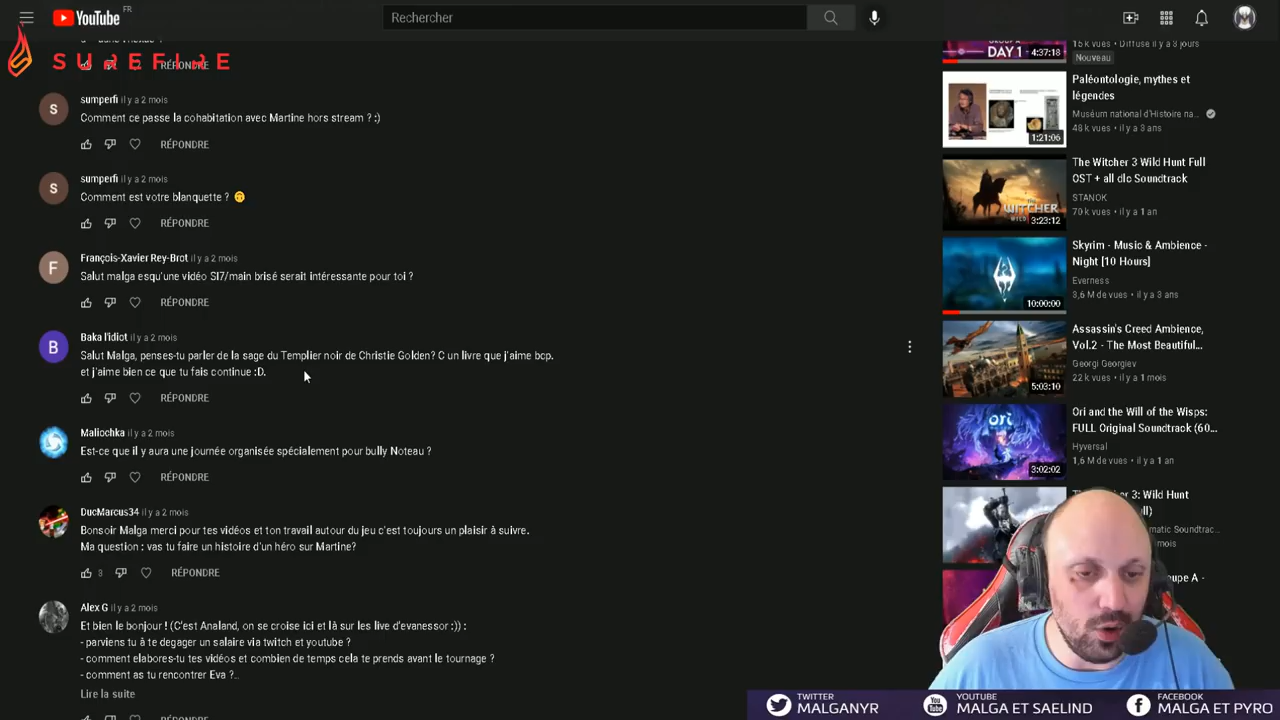 FR
YouTube
Rechercher
SUREFIRE
RÉPONDRE
sumperfi il y a 2 mois
Comment ce passe la cohabitation avec Martine hors stream ? :)
RÉPONDRE
sumperfi il y a 2 mois
Comment est votre blanquette ? 🙃
RÉPONDRE
François-Xavier Rey-Brot il y a 2 mois
Salut malga esqu'une vidéo SI7/main brisé serait intéressante pour toi ?
RÉPONDRE
Baka l'idiot il y a 2 mois
Salut Malga, penses-tu parler de la sage du Templier noir de Christie Golden? C un livre que j'aime bcp.
et j'aime bien ce que tu fais continue :D.
RÉPONDRE
Maliochka il y a 2 mois
Est-ce que il y aura une journée organisée spécialement pour bully Noteau ?
RÉPONDRE
DucMarcus34 il y a 2 mois
Bonsoir Malga merci pour tes vidéos et ton travail autour du jeu c'est toujours un plaisir à suivre.
Ma question : vas tu faire un histoire d'un héro sur Martine?
3 RÉPONDRE
Alex G il y a 2 mois
Et bien le bonjour ! (C'est Analand, on se croise ici et là sur les live d'evanessor :)) :
- parviens tu à te degager un salaire via twitch et youtube ?
- comment elabores-tu tes vidéos et combien de temps cela te prends avant le tournage ?
- comment as tu rencontrer Eva ?..
Lire la suite
RÉPONDRE
DAY 1
4:37:18
15 k vues • Diffusé il y a 3 jours
Nouveau
1:21:06
Paléontologie, mythes et
légendes
Muséum national d'Histoire na...
48 k vues • il y a 3 ans
WITCHER
3:23:12
The Witcher 3 Wild Hunt Full
OST + all dlc Soundtrack
STANOK
70 k vues • il y a 1 an
10:00:00
Skyrim - Music & Ambience -
Night [10 Hours]
Everness
3,6 M de vues • il y a 3 ans
5:03:10
Assassin's Creed Ambience,
Vol.2 - The Most Beautiful...
Georgi Georgiev
22 k vues • il y a 1 mois
ori
3:02:02
Ori and the Will of the Wisps:
FULL Original Soundtrack (60...
Hyversal
1,6 M de vues • il y a 1 an
3: Wild Hunt
TWITTER
MALGANYR
YOUTUBE
MALGA ET SAELIND
FACEBOOK
MALGA ET PYRO